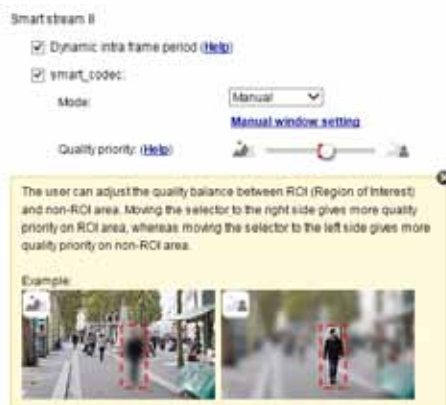 Smart stream II
Dynamic intra frame period (Help)
smart_codec:
Mode: Manual
Manual window setting
Quality priority: (Help)
The user can adjust the quality balance between ROI (Region of Interest)
and non-ROI area. Moving the selector to the right side gives more quality
priority on ROI area, whereas moving the selector to the left side gives more
quality priority on non-ROI area.
Example: